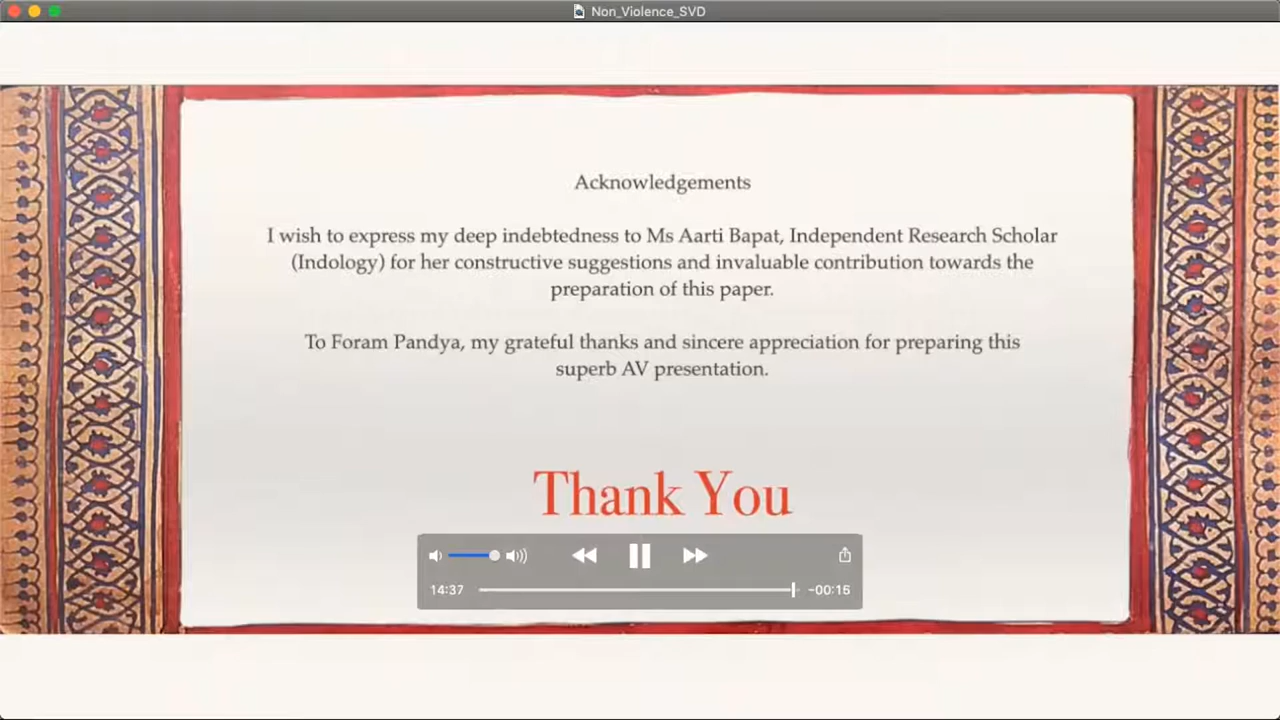 Non_Violence_SVD
Acknowledgements
I wish to express my deep indebtedness to Ms Aarti Bapat, Independent Research Scholar
(Indology) for her constructive suggestions and invaluable contribution towards the
preparation of this paper.
To Foram Pandya, my grateful thanks and sincere appreciation for preparing this
superb AV presentation.
Thank You
14:37
-00:16